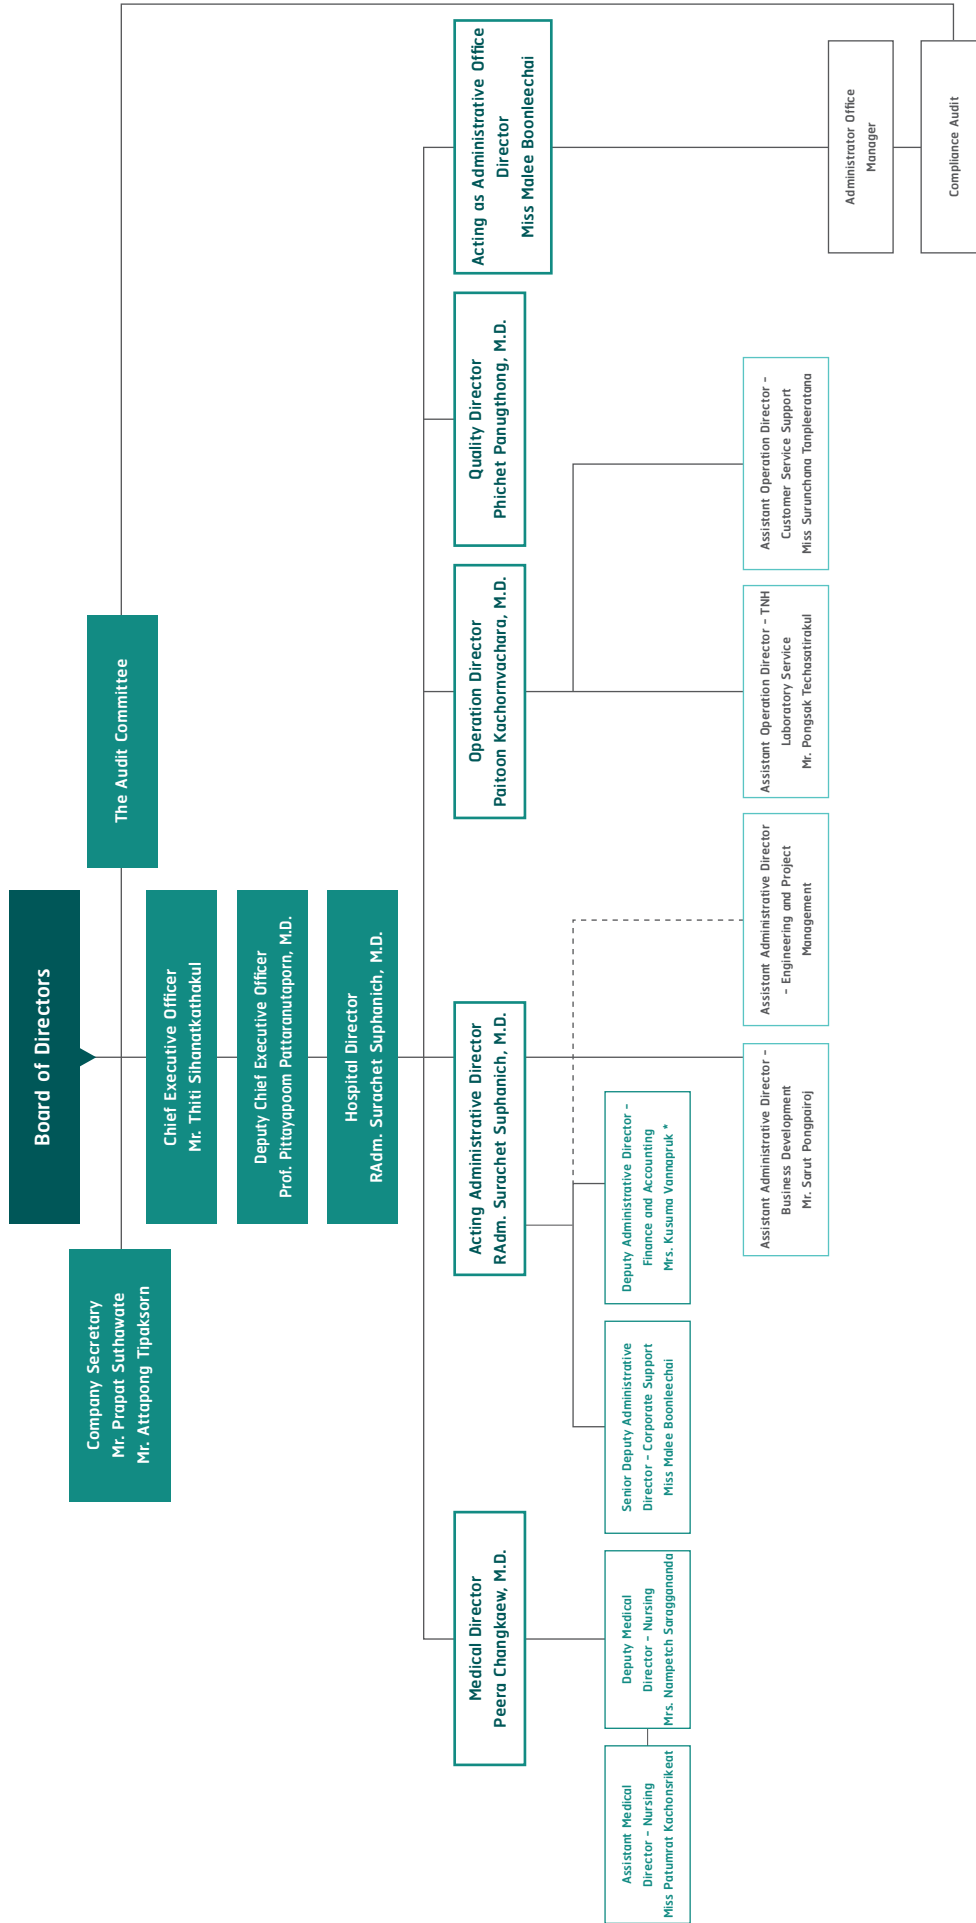 Board of Directors
Company Secretary
Mr. Prapat Suthawate
Mr. Attapong Tipaksorn
The Audit Committee
Chief Executive Officer
Mr. Thiti Sihanatkathakul
Deputy Chief Executive Officer
Prof. Pittayapoom Pattaranutaporn, M.D.
Hospital Director
RAdm. Surachet Suphanich, M.D.
Medical Director
Peera Changkaew, M.D.
Acting Administrative Director
RAdm. Surachet Suphanich, M.D.
Operation Director
Paitoon Kachornvachara, M.D.
Quality Director
Phichet Panugthong, M.D.
Acting as Administrative Office
Director
Miss Malee Boonleechai
Assistant Medical
Director – Nursing
Miss Patumrat Kachonsrikeat
Deputy Medical
Director – Nursing
Mrs. Nampetch Saraggananda
Senior Deputy Administrative
Director – Corporate Support
Miss Malee Boonleechai
Deputy Administrative Director –
Finance and Accounting
Mrs. Kusuma Vannapruk *
Assistant Administrative Director –
Business Development
Mr. Sarut Pongpairoj
Assistant Administrative Director
– Engineering and Project
Management
Assistant Operation Director – TNH
Laboratory Service
Mr. Pongsak Techasatirakul
Assistant Operation Director –
Customer Service Support
Miss Surunchana Tanpleeratana
Administrator Office
Manager
Compliance Audit